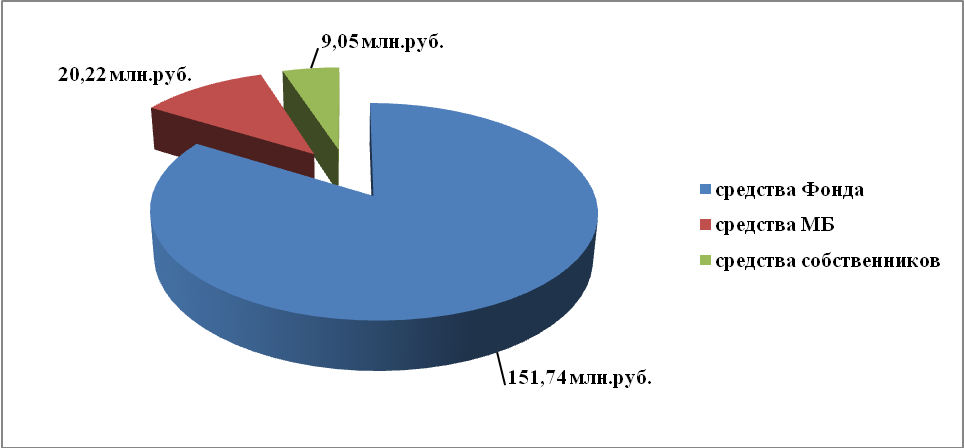 9,05 млн.руб.
20,22 млн.руб.
средства Фонда
средства МБ
средства собственников
151,74 млн.руб.